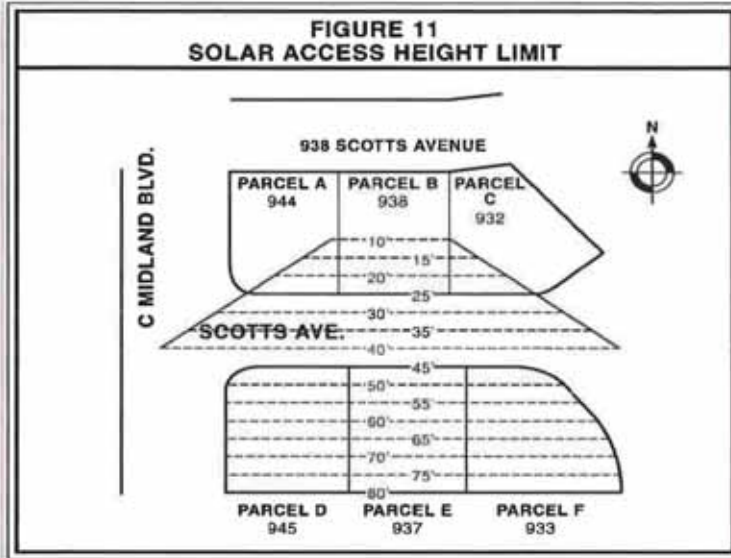 FIGURE 11
SOLAR ACCESS HEIGHT LIMIT
N
938 SCOTTS AVENUE
C MIDLAND BLVD.
PARCEL A
944
PARCEL B
938
PARCEL
C
932
10'
15'
20'
25'
30'
SCOTTS AVE.
35'
40'
45'
50'
55'
60'
65'
70'
75'
80'
PARCEL D
945
PARCEL E
937
PARCEL F
933